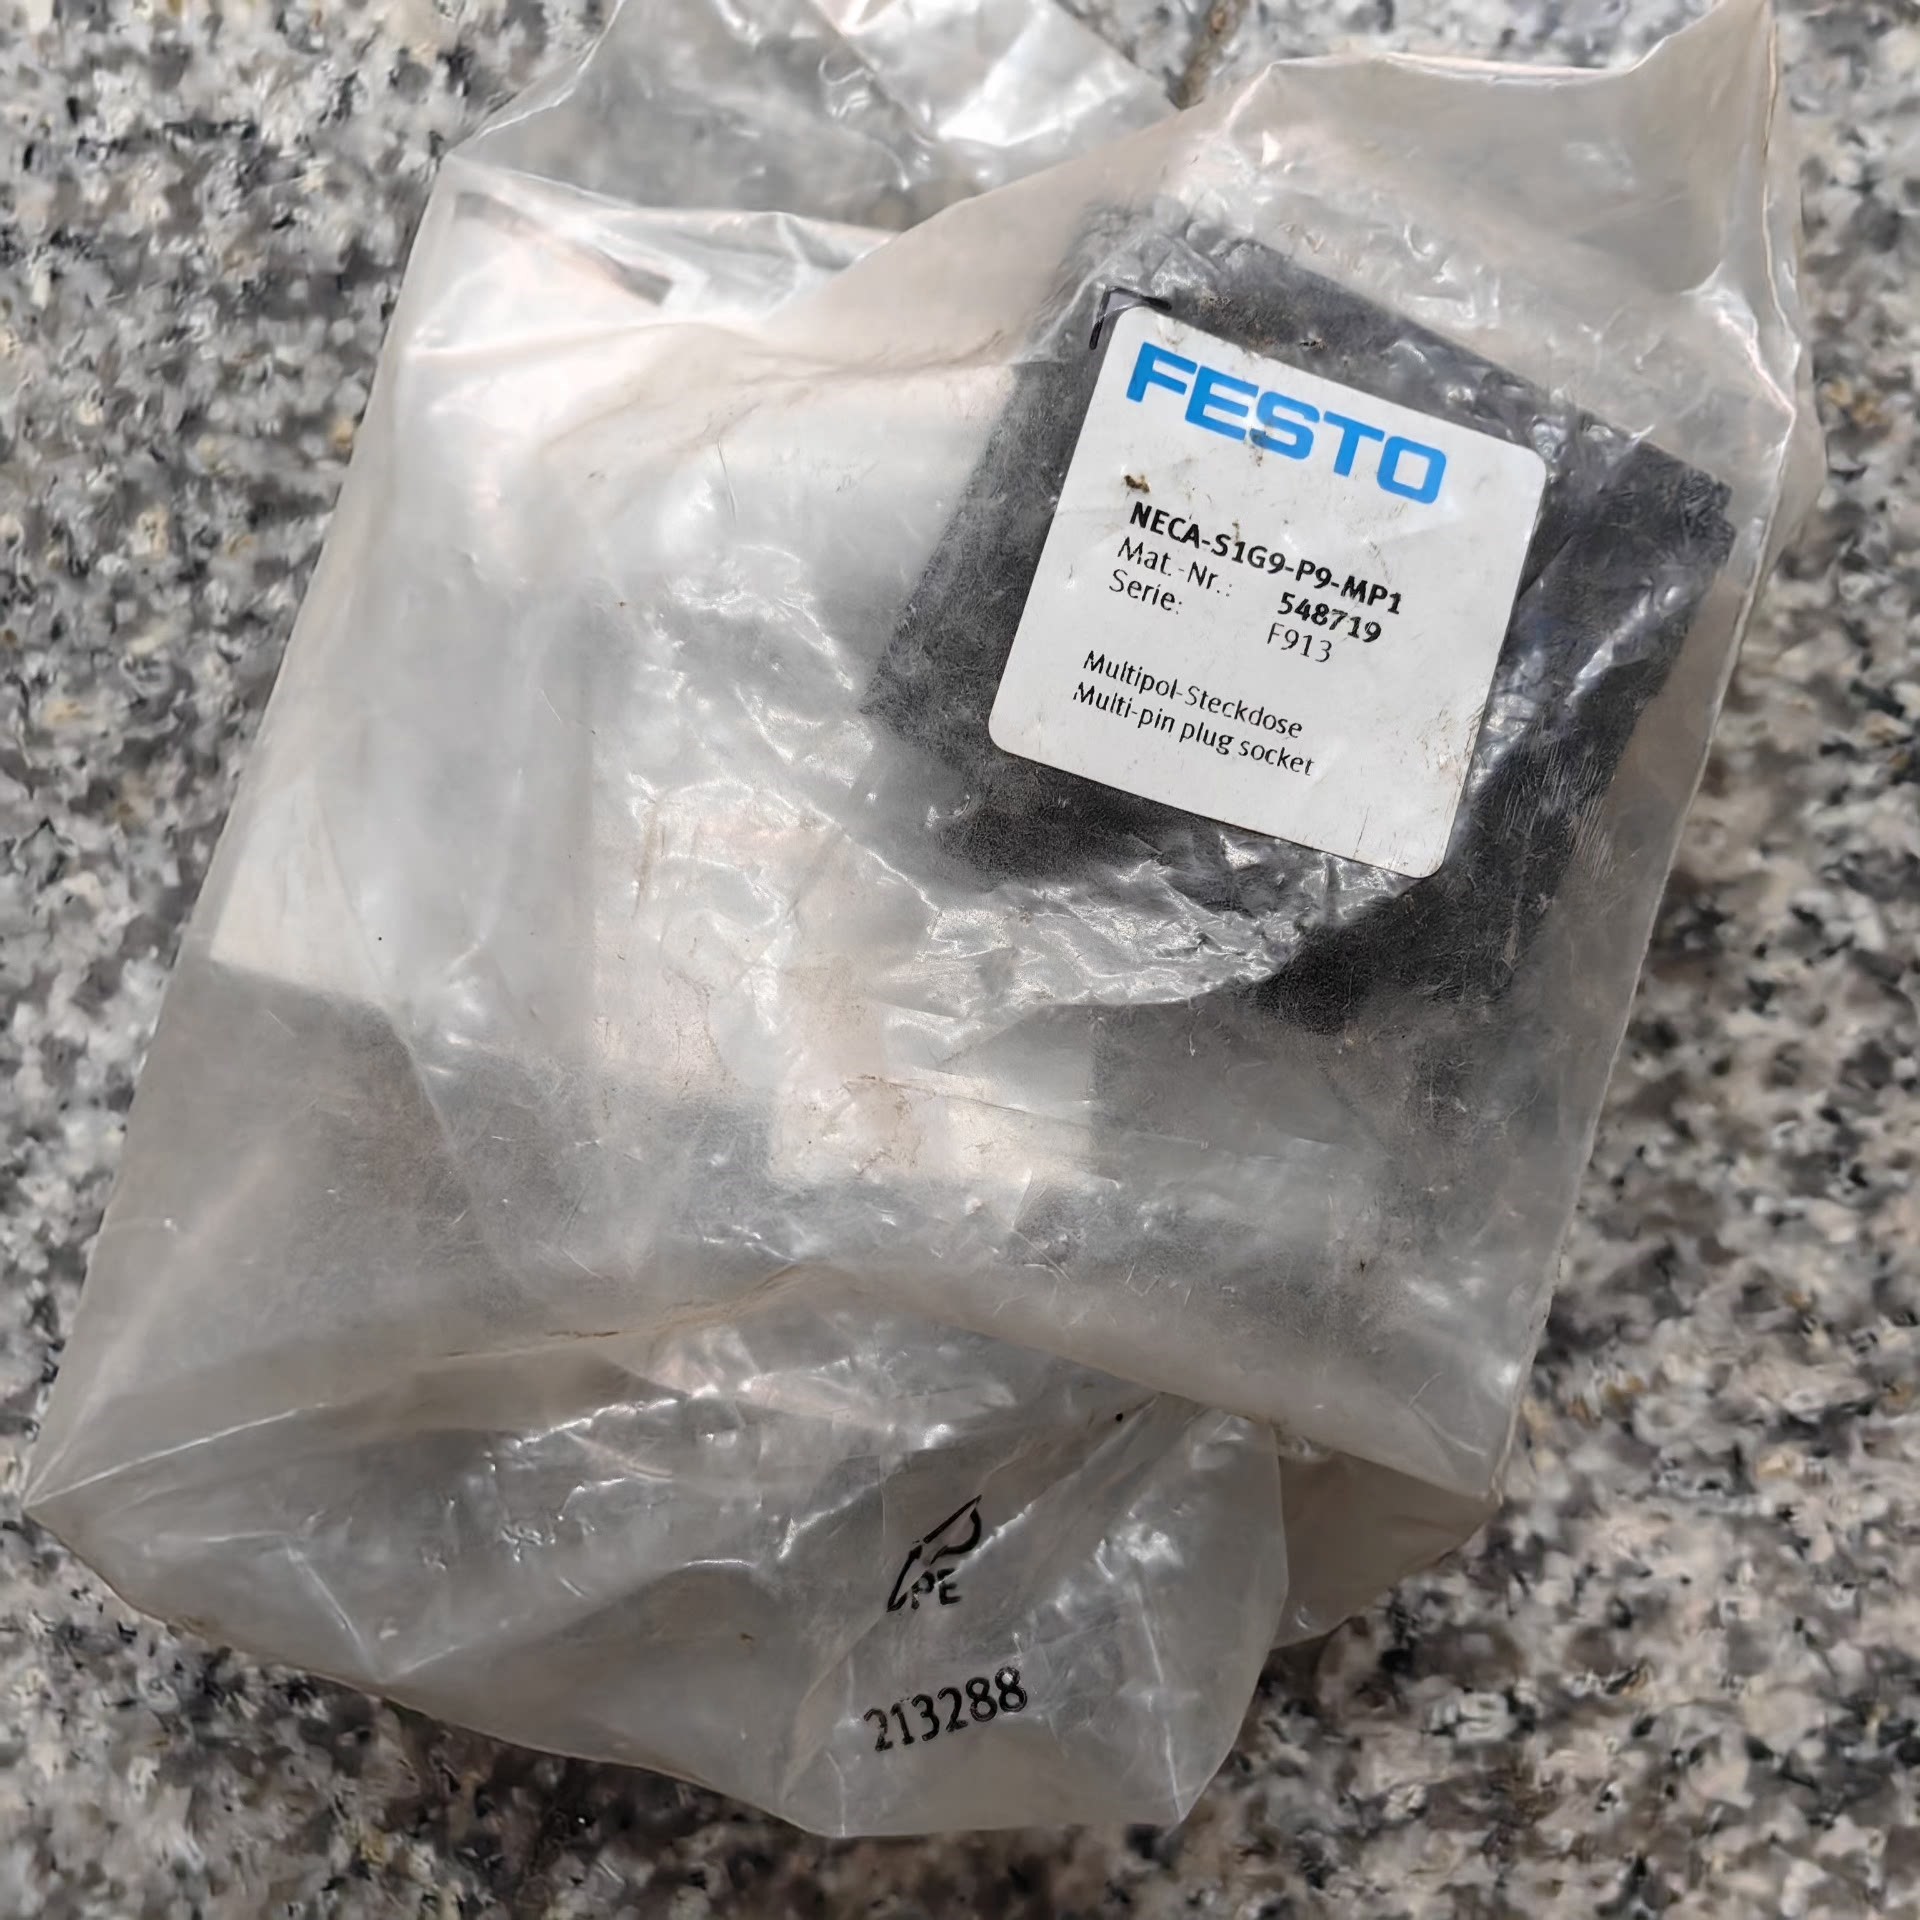 FESTO
NECA-S1G9-P9-MP1
Mat.-Nr.: 548719
Serie: F913
Multipol-Steckdose
Multi-pin plug socket
PE
213288